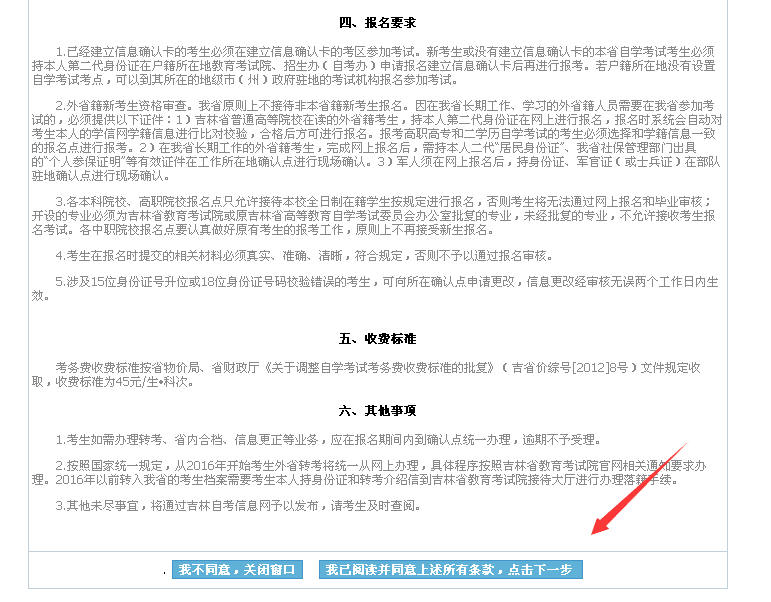 四、报名要求
1.已经建立信息确认卡的考生必须在建立信息确认卡的考区参加考试。新考生或没有建立信息确认卡的本省自学考试考生必须
持本人第二代身份证在户籍所在地教育考试院、招生办（自考办）申请报名建立信息确认卡后再进行报考。若户籍所在地没有设置
自学考试考点，可以到其所在的地级市（州）政府驻地的考试机构报名参加考试。
2.外省籍新考生资格审查。我省原则上不接待非本省籍新考生报名。因在我省长期工作、学习的外省籍人员需要在我省参加考
试的，必须提供以下证件：1）吉林省普通高等院校在读的外省籍考生，持本人第二代身份证在网上进行报名，报名时系统会自动对
考生本人的学信网学籍信息进行比对校验，合格后方可进行报名。报考高职高专和二学历自学考试的考生必须选择和学籍信息一致
的报名点进行报考。2）在我省长期工作的外省籍考生，完成网上报名后，需持本人二代“居民身份证”、我省社保管理部门出具
的“个人参保证明”等有效证件在工作所在地确认点进行现场确认。3）军人须在网上报名后，持身份证、军官证（或士兵证）在部队
驻地确认点进行现场确认。
3.各本科院校、高职院校报名点只允许接待本校全日制在籍学生按规定进行报名，否则考生将无法通过网上报名和毕业审核；
开设的专业必须为吉林省教育考试院或原吉林省高等教育自学考试委员会办公室批复的专业，未经批复的专业，不允许接收考生报
名考试。各中职院校报名点要认真做好原有考生的报考工作，原则上不再接受新生报名。
4.考生在报名时提交的相关材料必须真实、准确、清晰，符合规定，否则不予以通过报名审核。
5.涉及15位身份证号升位或18位身份证号码校验错误的考生，可向所在确认点申请更改，信息更改经审核无误两个工作日内生
效。
五、收费标准
考务费收费标准按省物价局、省财政厅《关于调整自学考试考务费收费标准的批复》（吉省价综号[2012]8号）文件规定收
取，收费标准为45元/生•科次。
六、其他事项
1.考生如需办理转考、省内合档、信息更正等业务，应在报名期间内到确认点统一办理，逾期不予受理。
2.按照国家统一规定，从2016年开始考生外省转考将统一从网上办理，具体程序按照吉林省教育考试院官网相关通知要求办
理。2016年以前转入我省的考生档案需要考生本人持身份证和转考介绍信到吉林省教育考试院接待大厅进行办理落籍手续。
3.其他未尽事宜，将通过吉林自考信息网予以发布，请考生及时查阅。
. 我不同意，关闭窗口 我已阅读并同意上述所有条款，点击下一步